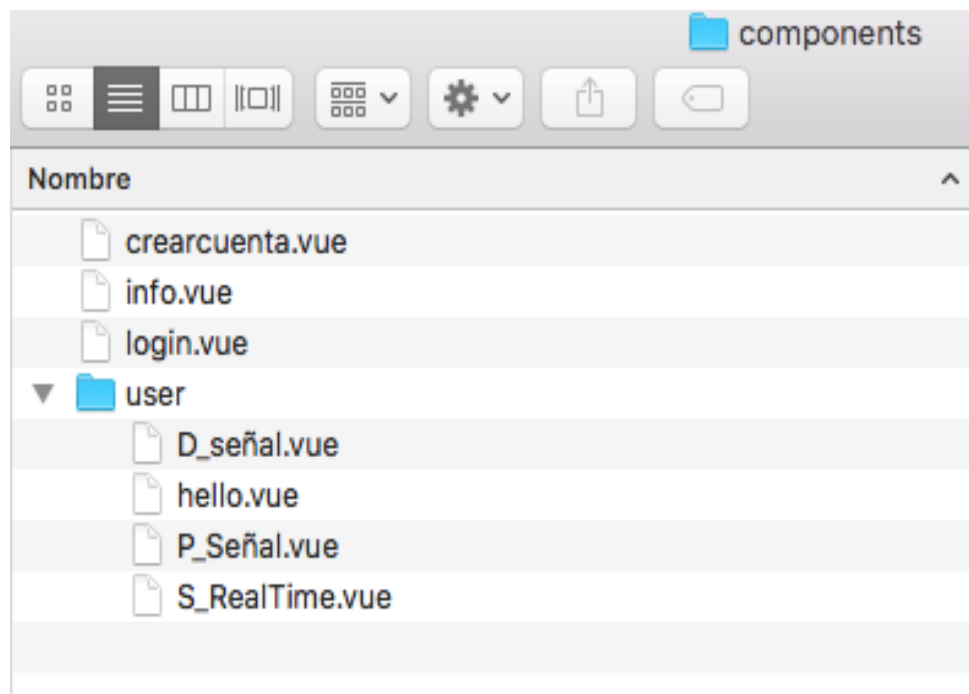 components
Nombre
crearcuenta.vue
info.vue
login.vue
user
D_señal.vue
hello.vue
P_Señal.vue
S_RealTime.vue